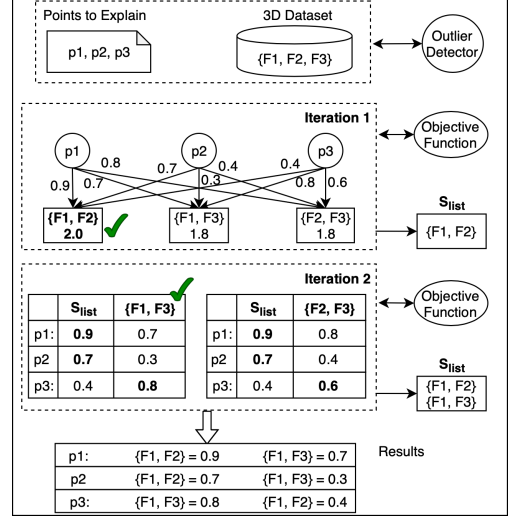 Points to Explain
3D Dataset
p1, p2, p3
{F1, F2, F3}
Outlier
Detector
Iteration 1
p1
p2
p3
0.8
0.7
0.4
0.4
0.9
0.7
0.3
0.8
0.6
{F1, F2}
2.0
{F1, F3}
1.8
{F2, F3}
1.8
Objective
Function
Slist
{F1, F2}
Iteration 2
Slist {F1, F3}
p1: 0.9 0.7
p2 0.7 0.3
p3: 0.4 0.8
Slist {F2, F3}
p1: 0.9 0.8
p2 0.7 0.4
p3: 0.4 0.6
Objective
Function
Slist
{F1, F2}
{F1, F3}
Results
p1: {F1, F2} = 0.9 {F1, F3} = 0.7
p2 {F1, F2} = 0.7 {F1, F3} = 0.3
p3: {F1, F3} = 0.8 {F1, F2} = 0.4